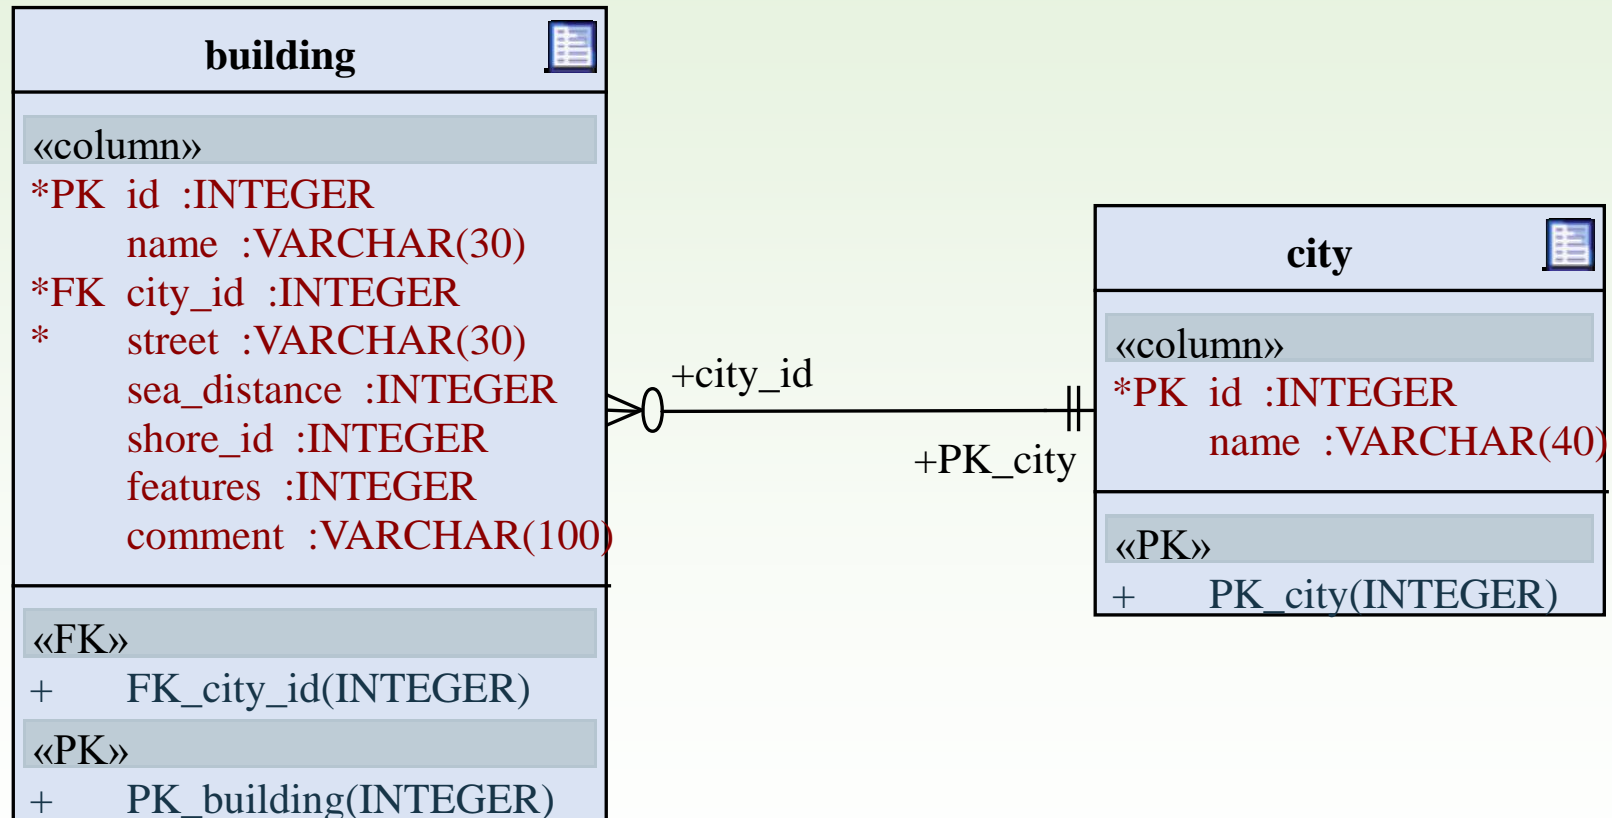 building
«column»
*PK id :INTEGER
name :VARCHAR(30)
*FK city_id :INTEGER
* street :VARCHAR(30)
sea_distance :INTEGER
shore_id :INTEGER
features :INTEGER
comment :VARCHAR(100)
«FK»
+ FK_city_id(INTEGER)
«PK»
+ PK_building(INTEGER)
+city_id
+PK_city
city
«column»
*PK id :INTEGER
name :VARCHAR(40)
«PK»
+ PK_city(INTEGER)